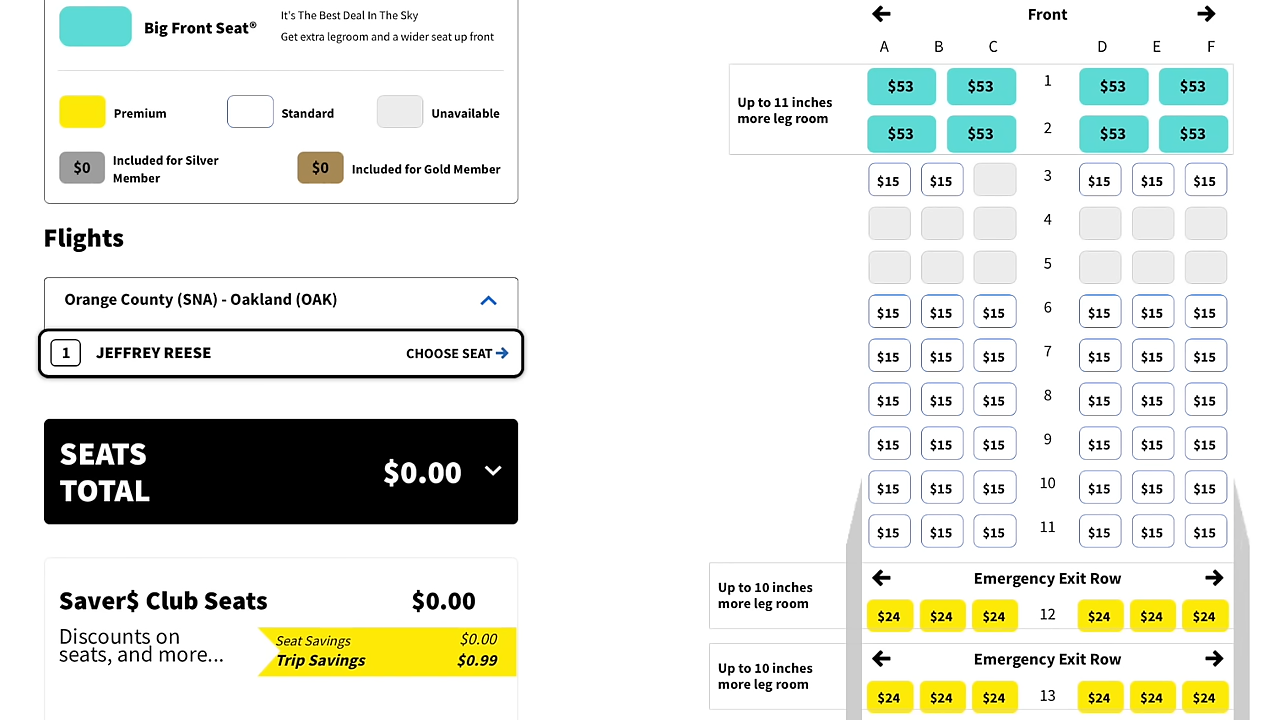 Big Front Seat®
It's The Best Deal In The Sky
Get extra legroom and a wider seat up front
Premium
Standard
Unavailable
$0
Included for Silver
Member
$0
Included for Gold Member
Flights
Orange County (SNA) - Oakland (OAK)
1
JEFFREY REESE
CHOOSE SEAT
SEATS
TOTAL
$0.00
Saver$ Club Seats
$0.00
Discounts on
seats, and more...
Seat Savings
$0.00
Trip Savings
$0.99
Front
A B C D E F
Up to 11 inches
more leg room
$53 $53 1 $53 $53
$53 $53 2 $53 $53
$15 $15 3 $15 $15 $15
4
5
$15 $15 $15 6 $15 $15 $15
$15 $15 $15 7 $15 $15 $15
$15 $15 $15 8 $15 $15 $15
$15 $15 $15 9 $15 $15 $15
$15 $15 $15 10 $15 $15 $15
$15 $15 $15 11 $15 $15 $15
Up to 10 inches
more leg room
Emergency Exit Row
$24 $24 $24 12 $24 $24 $24
Up to 10 inches
more leg room
Emergency Exit Row
$24 $24 $24 13 $24 $24 $24